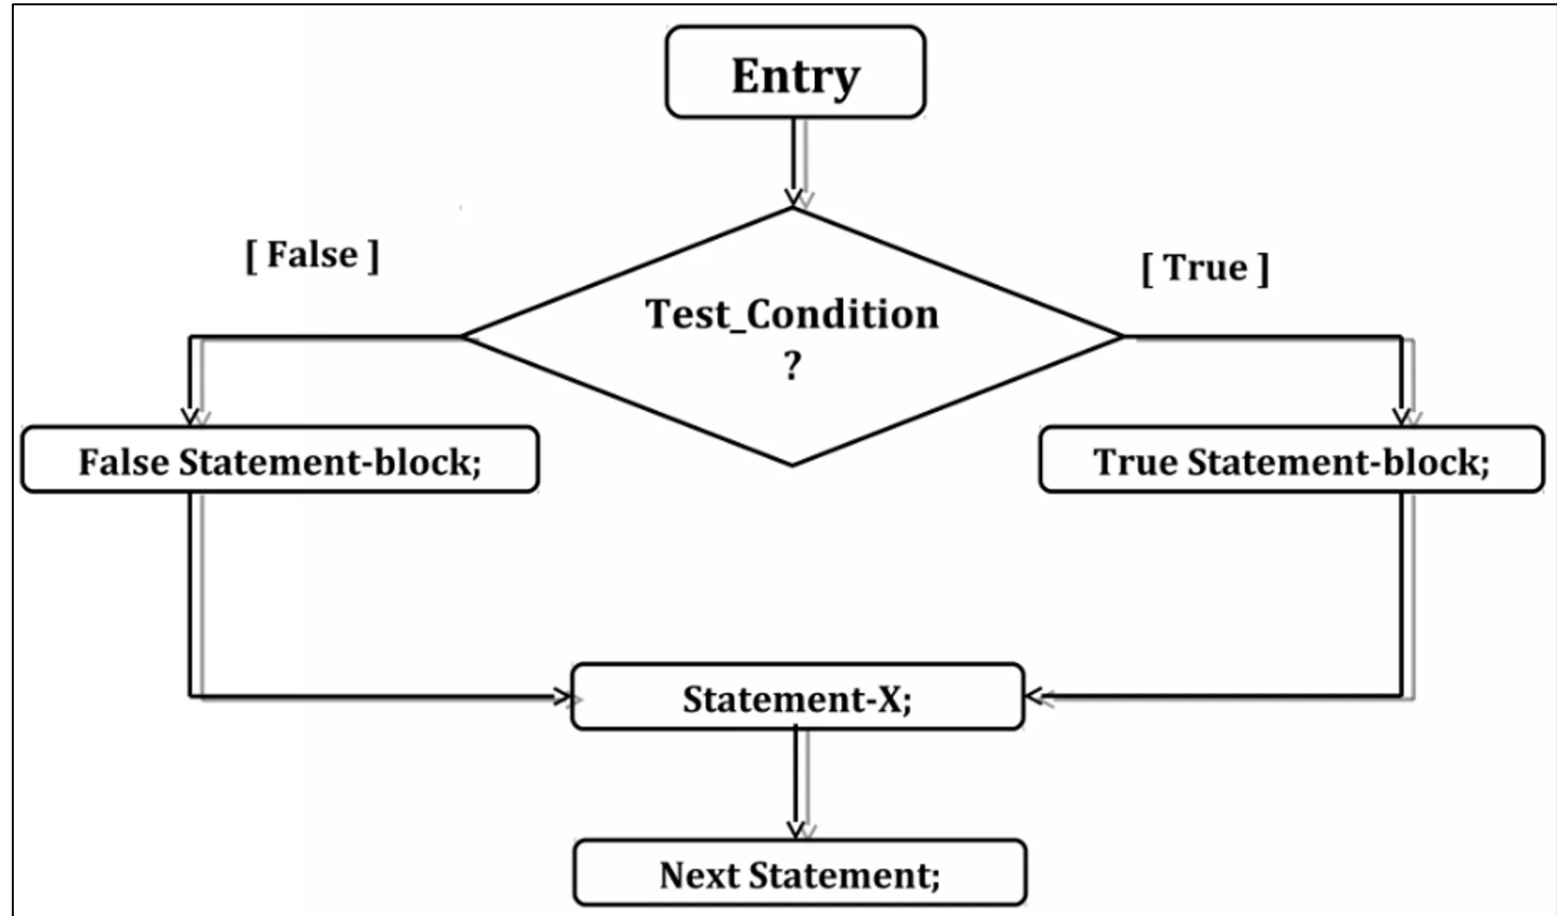 Entry
[ False ]
[ True ]
Test_Condition
?
False Statement-block;
True Statement-block;
Statement-X;
Next Statement;